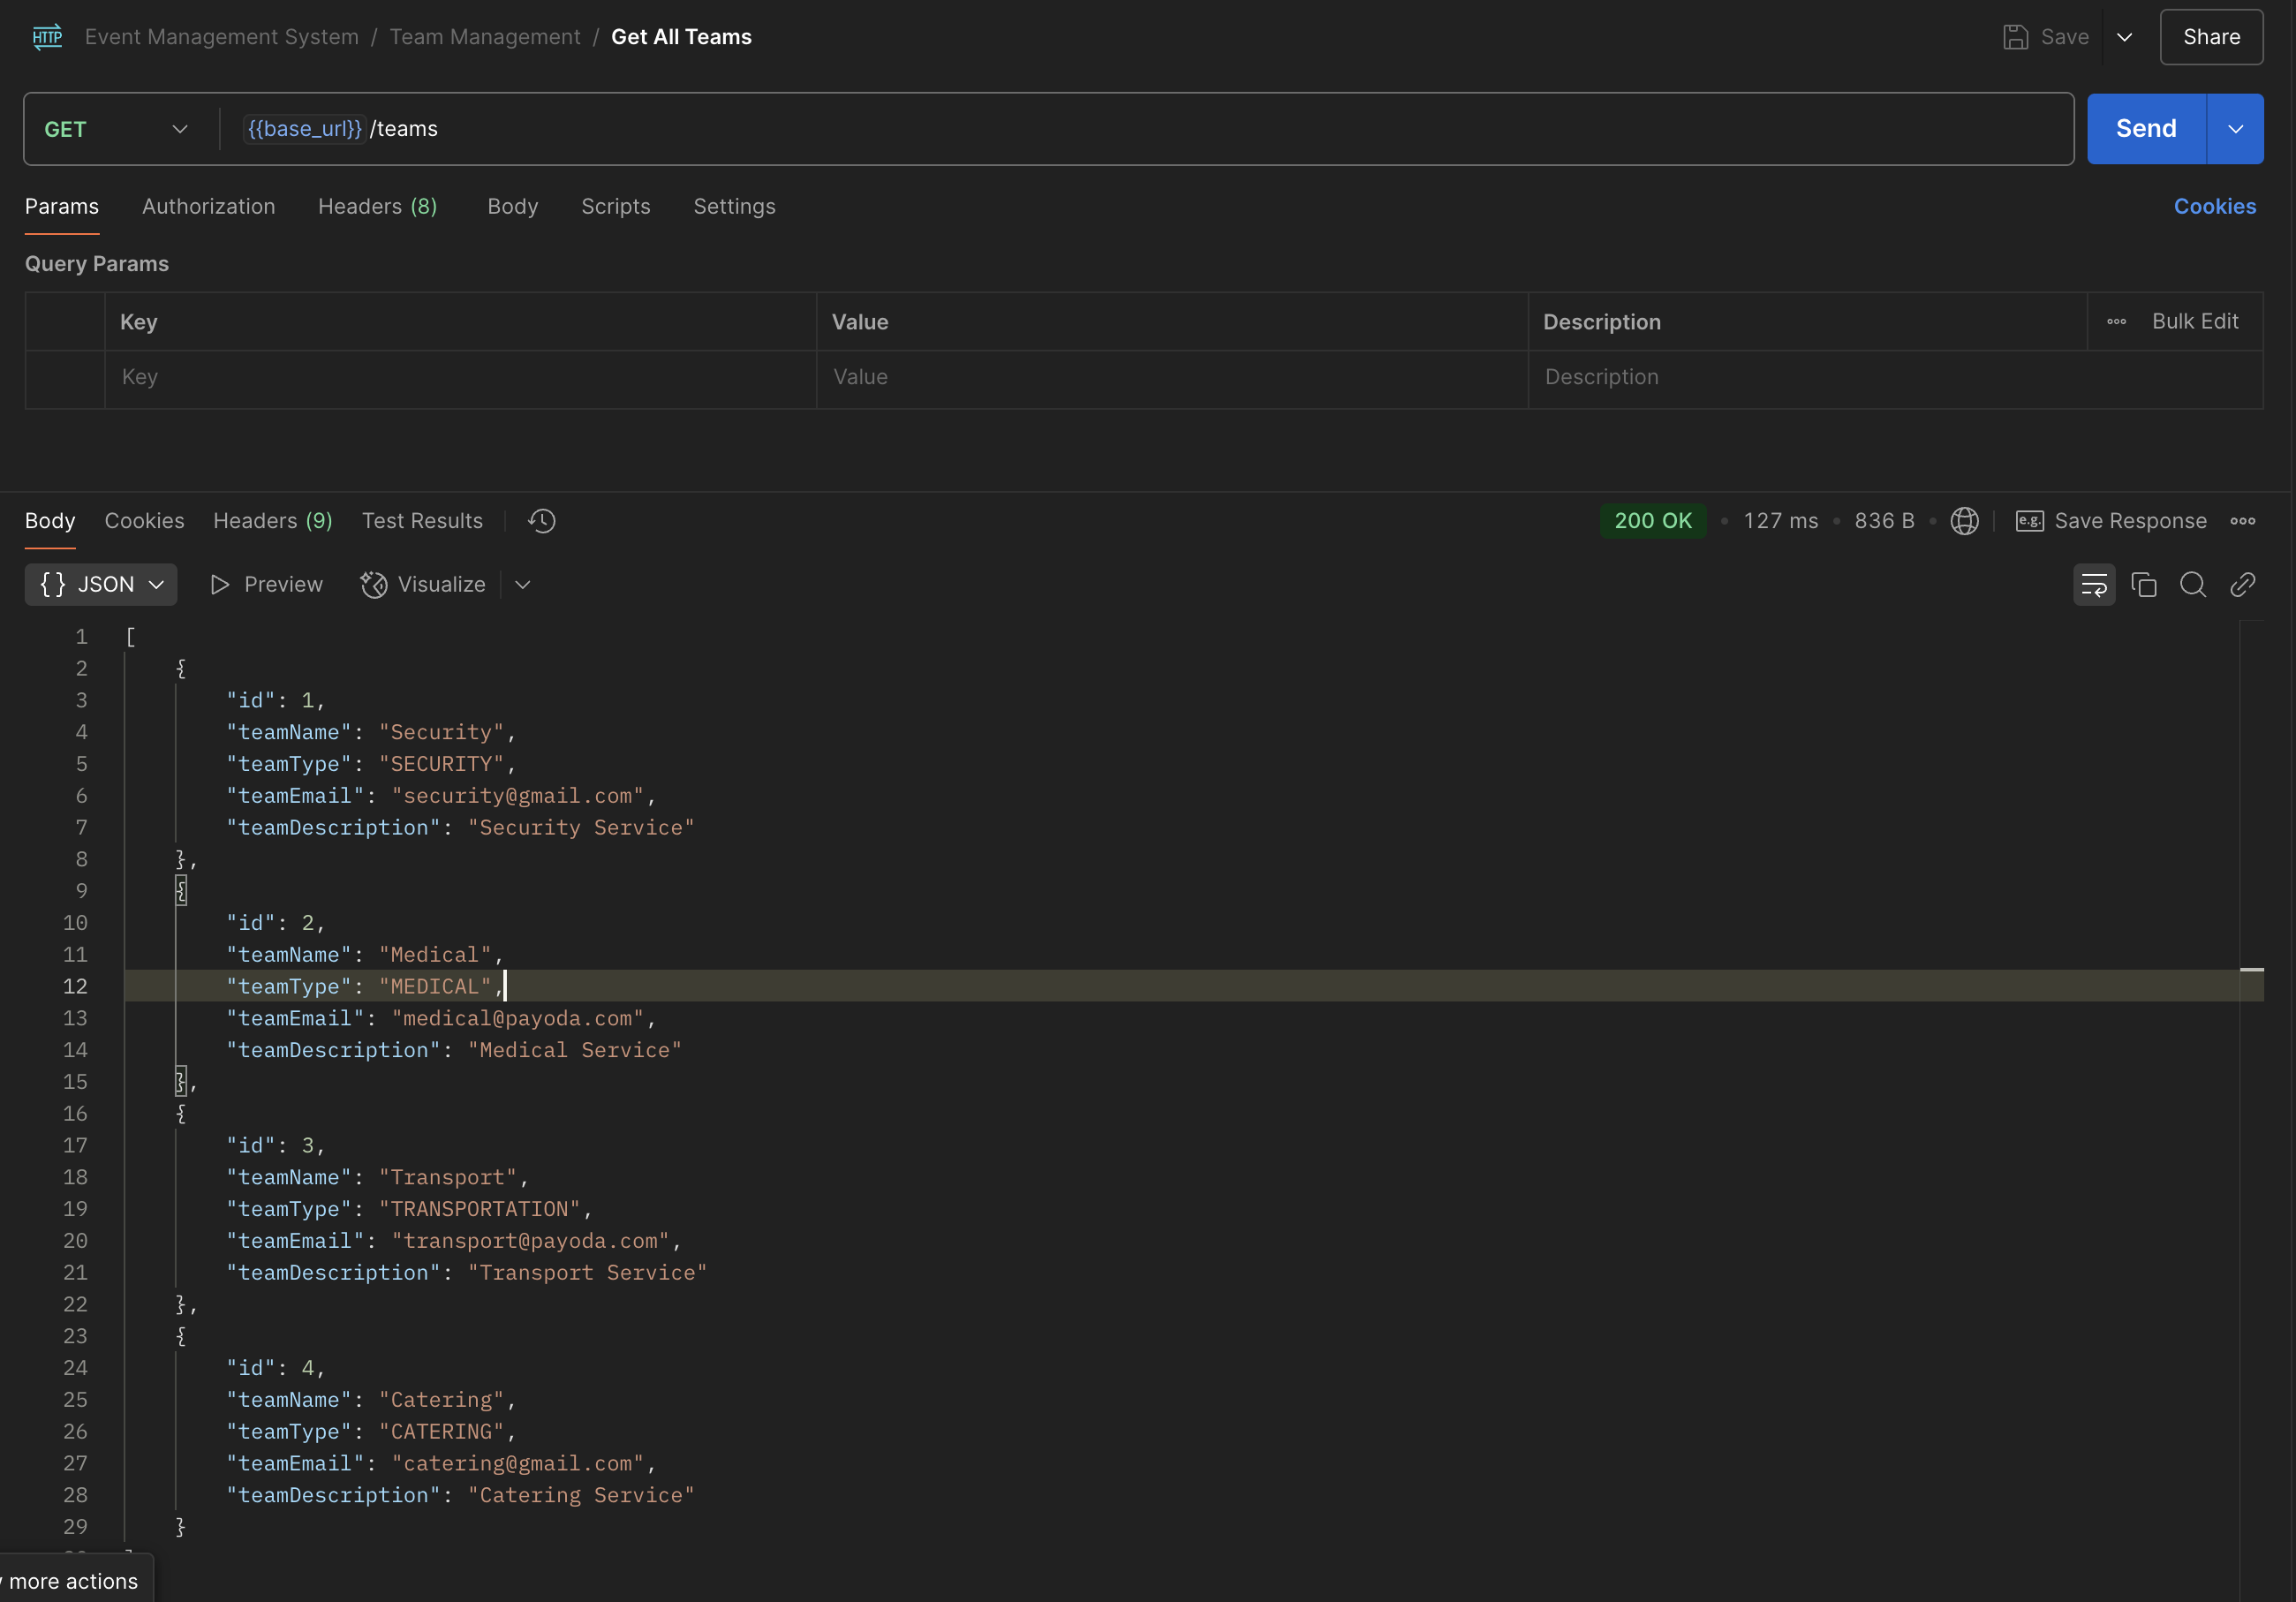 HTTP Event Management System / Team Management / Get All Teams Save Share
GET {{base_url}} /teams Send
Params Authorization Headers (8) Body Scripts Settings Cookies
Query Params
Key Value Description Bulk Edit
Key Value Description
Body Cookies Headers (9) Test Results 200 OK • 127 ms • 836 B • e.g. Save Response
{} JSON Preview Visualize
1 [
2 {
3 "id": 1,
4 "teamName": "Security",
5 "teamType": "SECURITY",
6 "teamEmail": "security@gmail.com",
7 "teamDescription": "Security Service"
8 },
9 {
10 "id": 2,
11 "teamName": "Medical",
12 "teamType": "MEDICAL",
13 "teamEmail": "medical@payoda.com",
14 "teamDescription": "Medical Service"
15 },
16 {
17 "id": 3,
18 "teamName": "Transport",
19 "teamType": "TRANSPORTATION",
20 "teamEmail": "transport@payoda.com",
21 "teamDescription": "Transport Service"
22 },
23 {
24 "id": 4,
25 "teamName": "Catering",
26 "teamType": "CATERING",
27 "teamEmail": "catering@gmail.com",
28 "teamDescription": "Catering Service"
29 }
more actions